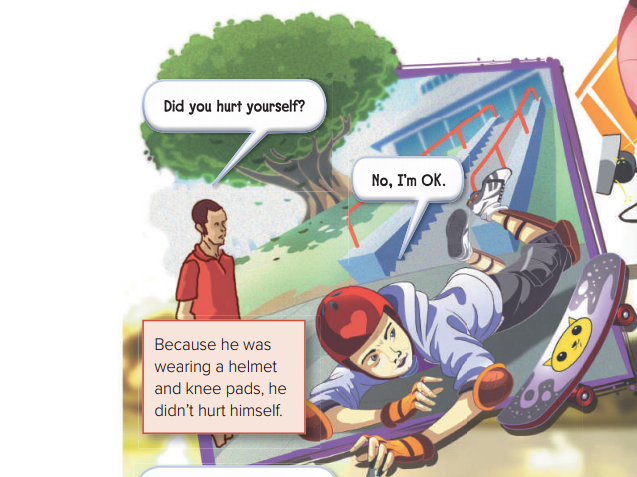 Did you hurt yourself?
No, I'm OK.
Because he was
wearing a helmet
and knee pads, he
didn't hurt himself.